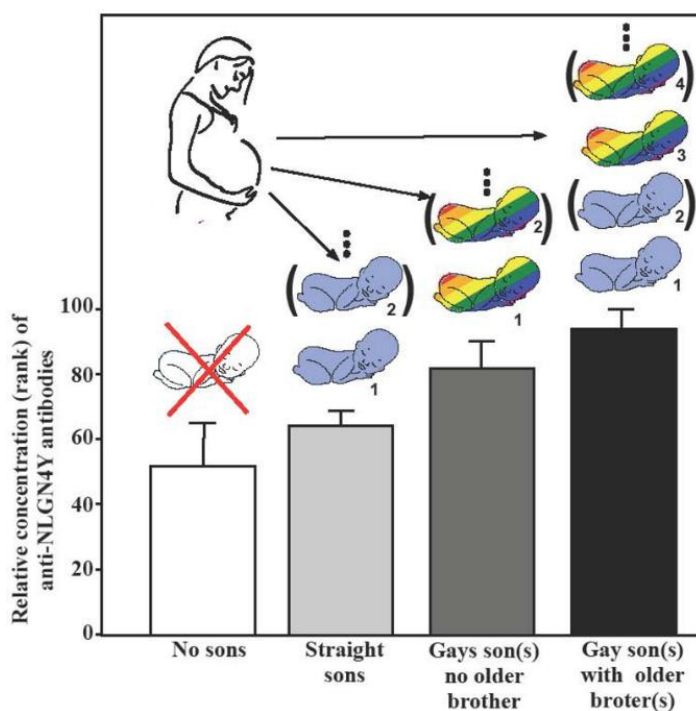 4
3
2
1
2
1
2
1
Relative concentration (rank) of
anti-NLGN4Y antibodies
100
80
60
40
20
0
No sons
Straight
sons
Gays son(s)
no older
brother
Gay son(s)
with older
broter(s)